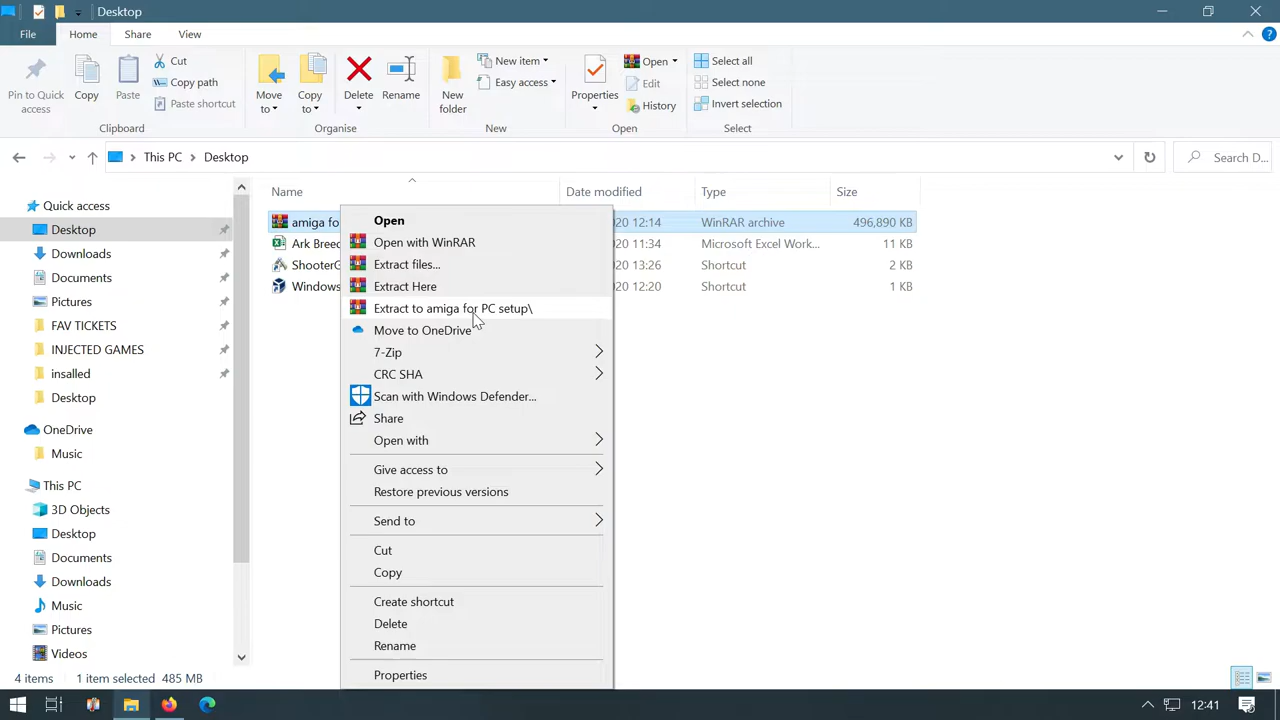 Desktop
File Home Share View
Pin to Quick access
Copy
Paste
Cut
Copy path
Paste shortcut
Clipboard
Move to
Copy to
Delete
Rename
Organise
New folder
New item
Easy access
New
Properties
Open
Edit
History
Open
Select all
Select none
Invert selection
Select
This PC > Desktop
Search D...
Name Date modified Type Size
Quick access
Desktop
Downloads
Documents
Pictures
FAV TICKETS
INJECTED GAMES
insalled
Desktop
OneDrive
Music
This PC
3D Objects
Desktop
Documents
Downloads
Music
Pictures
Videos
amiga fo 020 12:14 WinRAR archive 496,890 KB
Ark Breed 020 11:34 Microsoft Excel Work... 11 KB
ShooterG 020 13:26 Shortcut 2 KB
Windows 020 12:20 Shortcut 1 KB
Open
Open with WinRAR
Extract files...
Extract Here
Extract to amiga for PC setup\
Move to OneDrive
7-Zip
CRC SHA
Scan with Windows Defender...
Share
Open with
Give access to
Restore previous versions
Send to
Cut
Copy
Create shortcut
Delete
Rename
Properties
4 items 1 item selected 485 MB
12:41